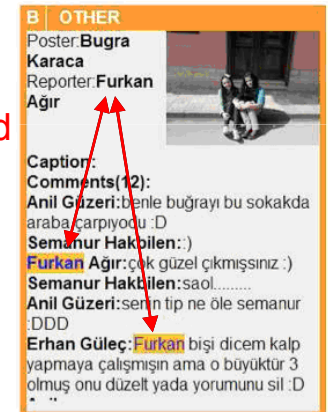 B OTHER
Poster:Bugra
Karaca
Reporter:Furkan
Ağır
d
Caption:
Comments(12):
Anil Güzeri:benle buğrayı bu sokakda
araba çarpıyodu :D
Semanur Hakbilen::)
Furkan Ağır:çok güzel çıkmışsınız :)
Semanur Hakbilen:saol.........
Anil Güzeri:senin tip ne öle semanur
:DDD
Erhan Güleç:Furkan bişi dicem kalp
yapmaya çalışmişın ama o büyüktür 3
olmuş onu düzelt yada yorumunu sil :D